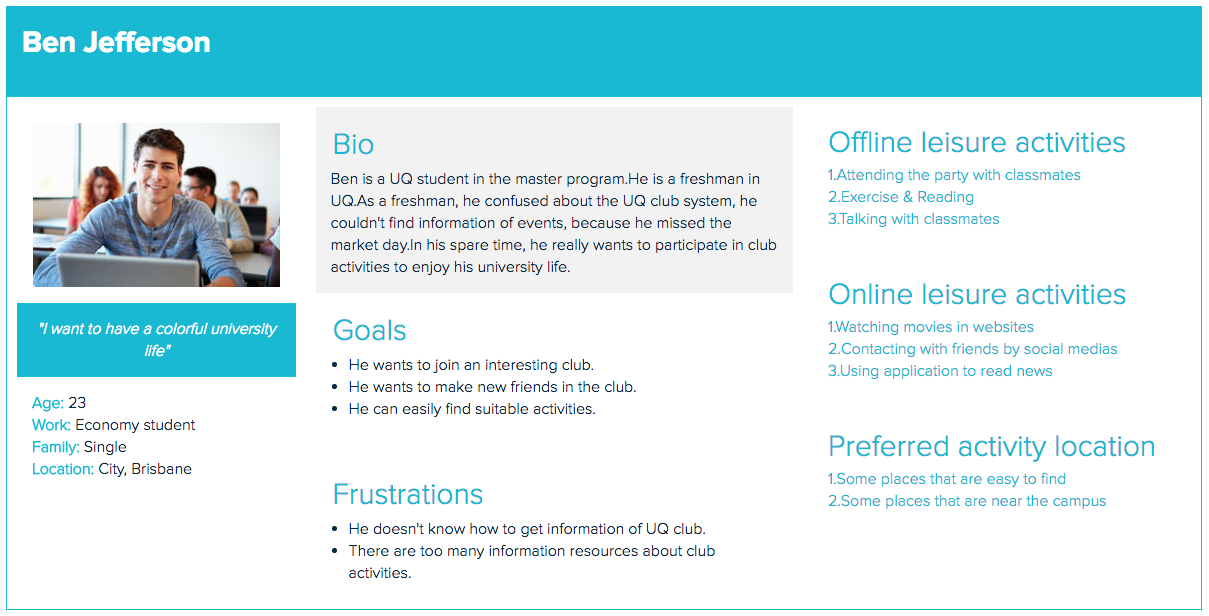 Ben Jefferson
"I want to have a colorful university
life"
Age: 23
Work: Economy student
Family: Single
Location: City, Brisbane
Bio
Ben is a UQ student in the master program.He is a freshman in
UQ.As a freshman, he confused about the UQ club system, he
couldn't find information of events, because he missed the
market day.In his spare time, he really wants to participate in club
activities to enjoy his university life.
Goals
• He wants to join an interesting club.
• He wants to make new friends in the club.
• He can easily find suitable activities.
Frustrations
• He doesn't know how to get information of UQ club.
• There are too many information resources about club
activities.
Offline leisure activities
1.Attending the party with classmates
2.Exercise & Reading
3.Talking with classmates
Online leisure activities
1.Watching movies in websites
2.Contacting with friends by social medias
3.Using application to read news
Preferred activity location
1.Some places that are easy to find
2.Some places that are near the campus